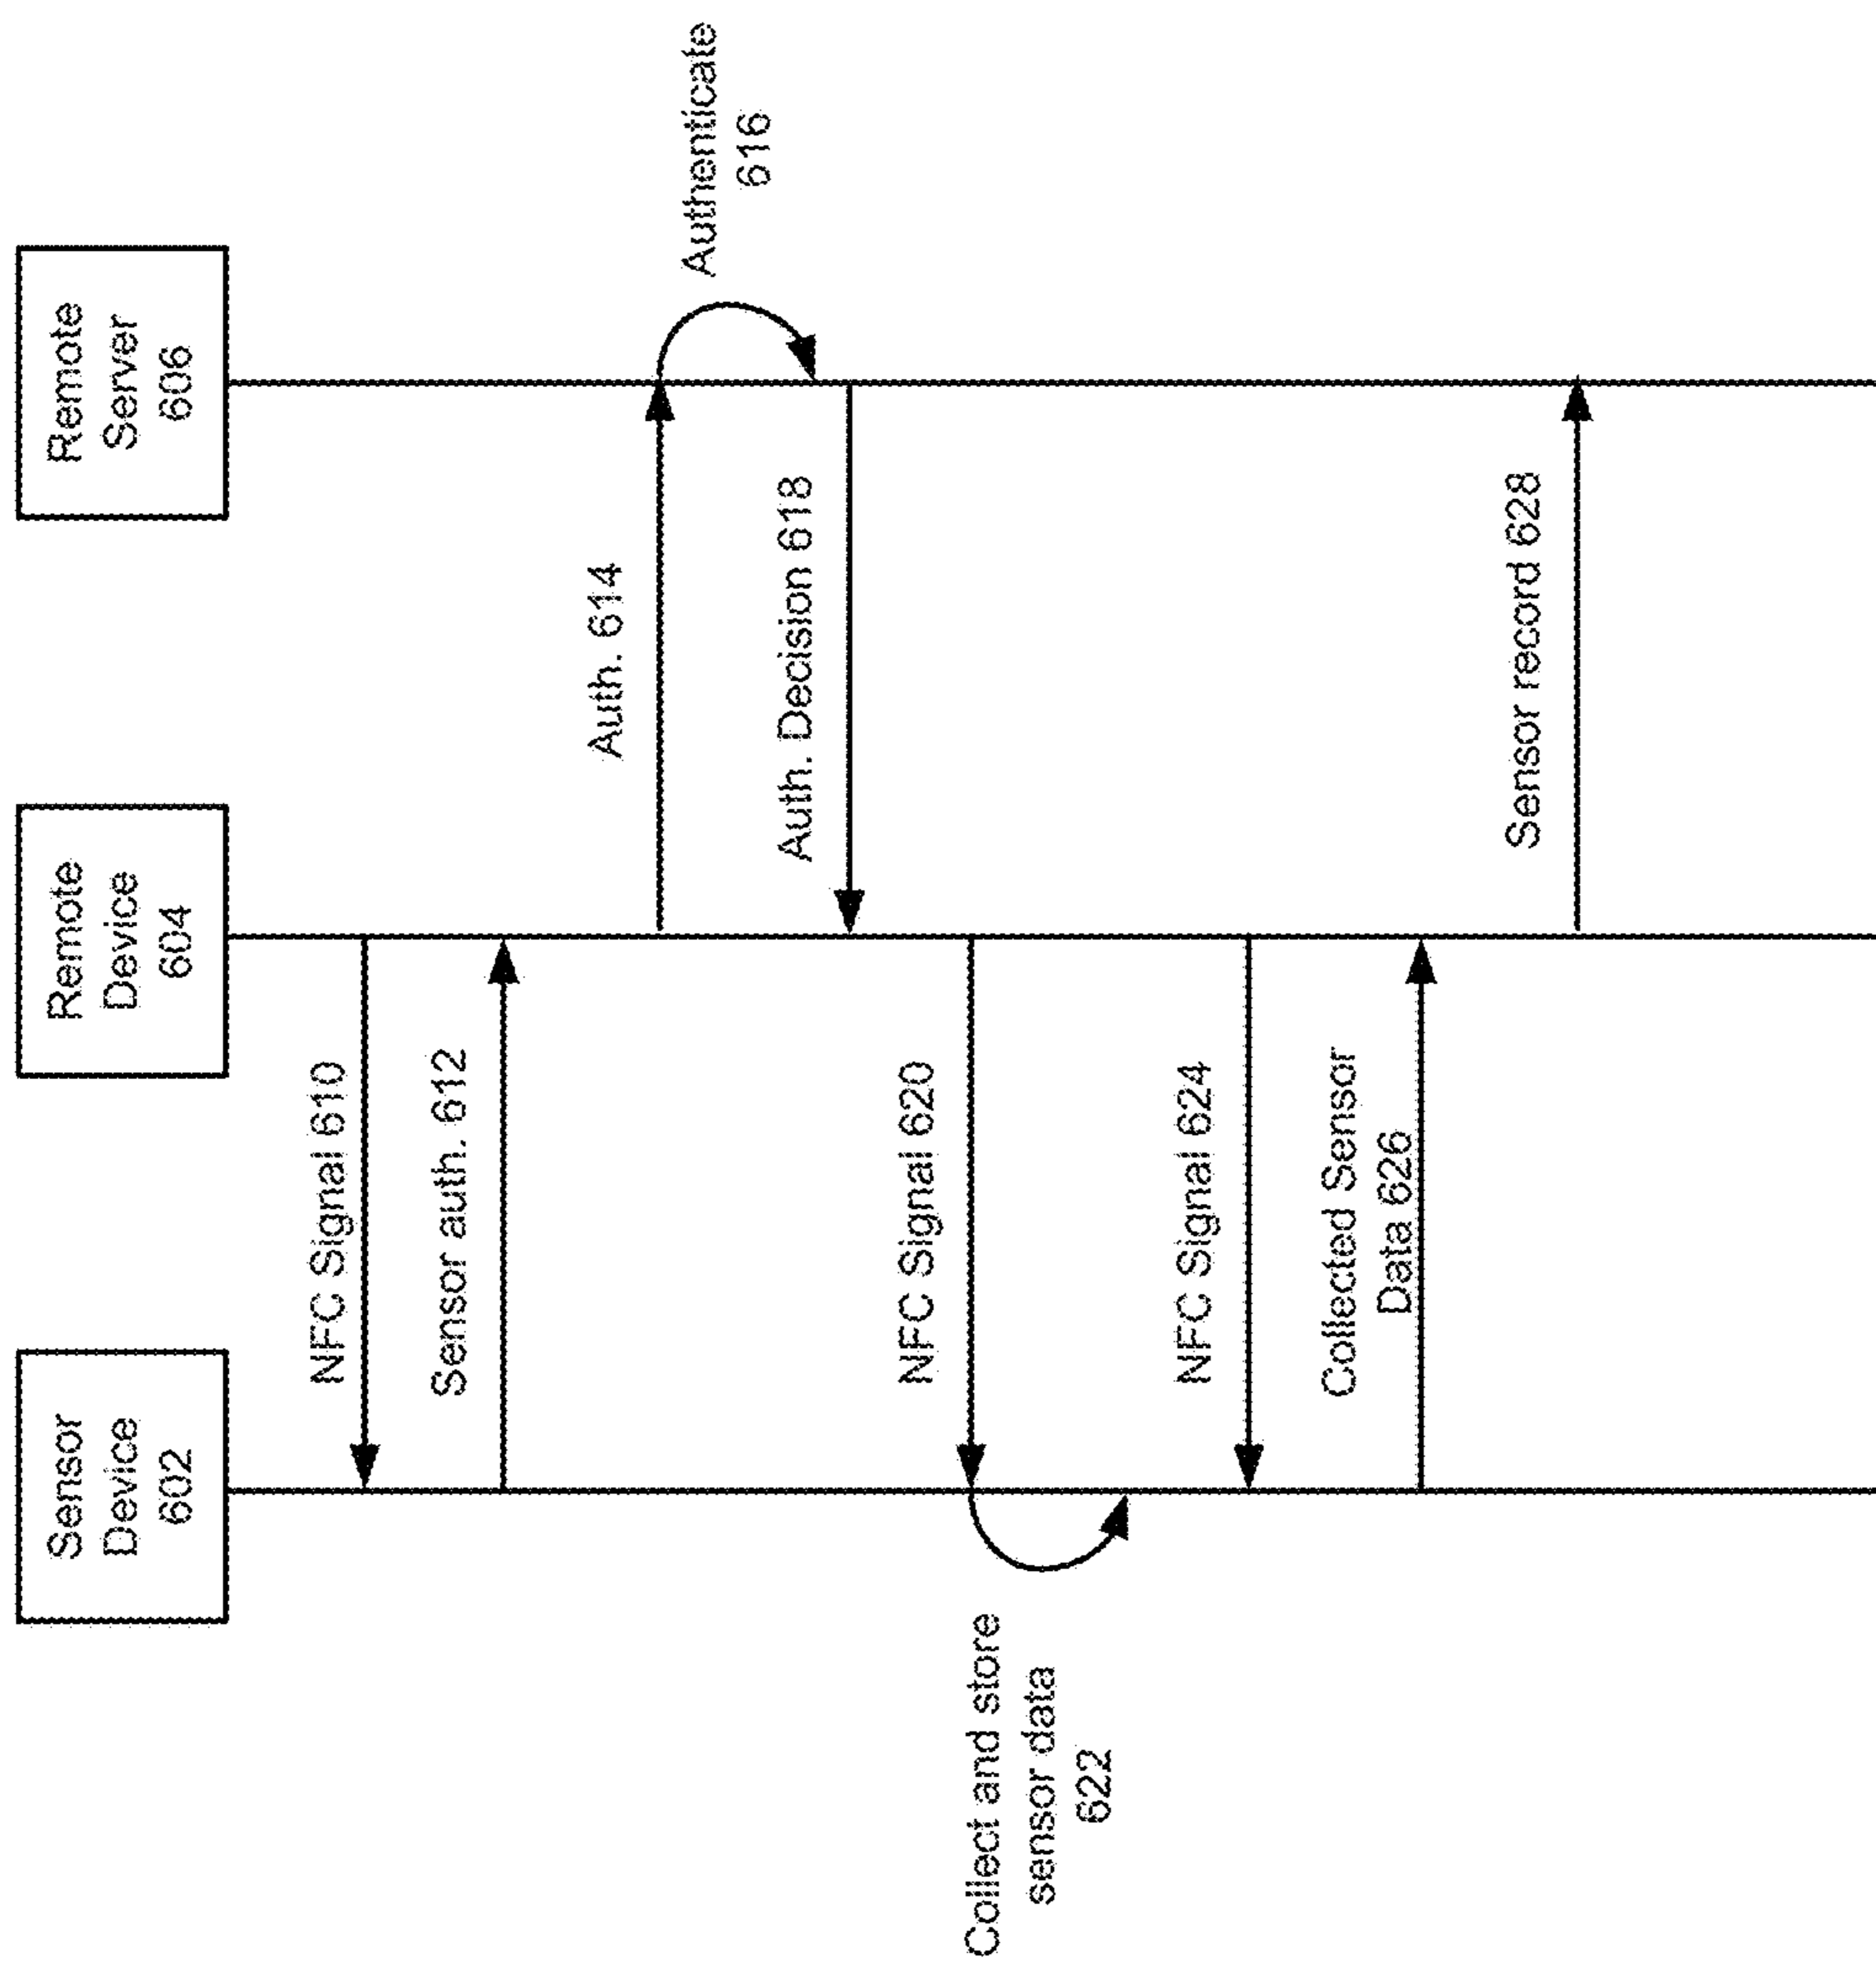 Sensor
Device
602
Remote
Device
604
Remote
Server
606
NFC Signal 610
Sensor auth. 612
Auth. 614
Authenticate
616
Auth. Decision 618
NFC Signal 620
Collect and store
sensor data
622
NFC Signal 624
Collected Sensor
Data 626
Sensor record 628